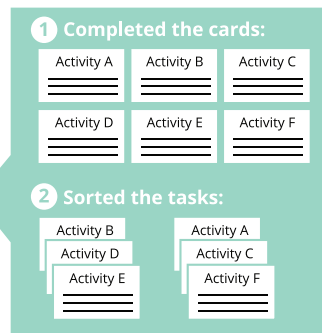 1 Completed the cards:
Activity A Activity B Activity C
Activity D Activity E Activity F
2 Sorted the tasks:
Activity B Activity A
Activity D Activity C
Activity E Activity F